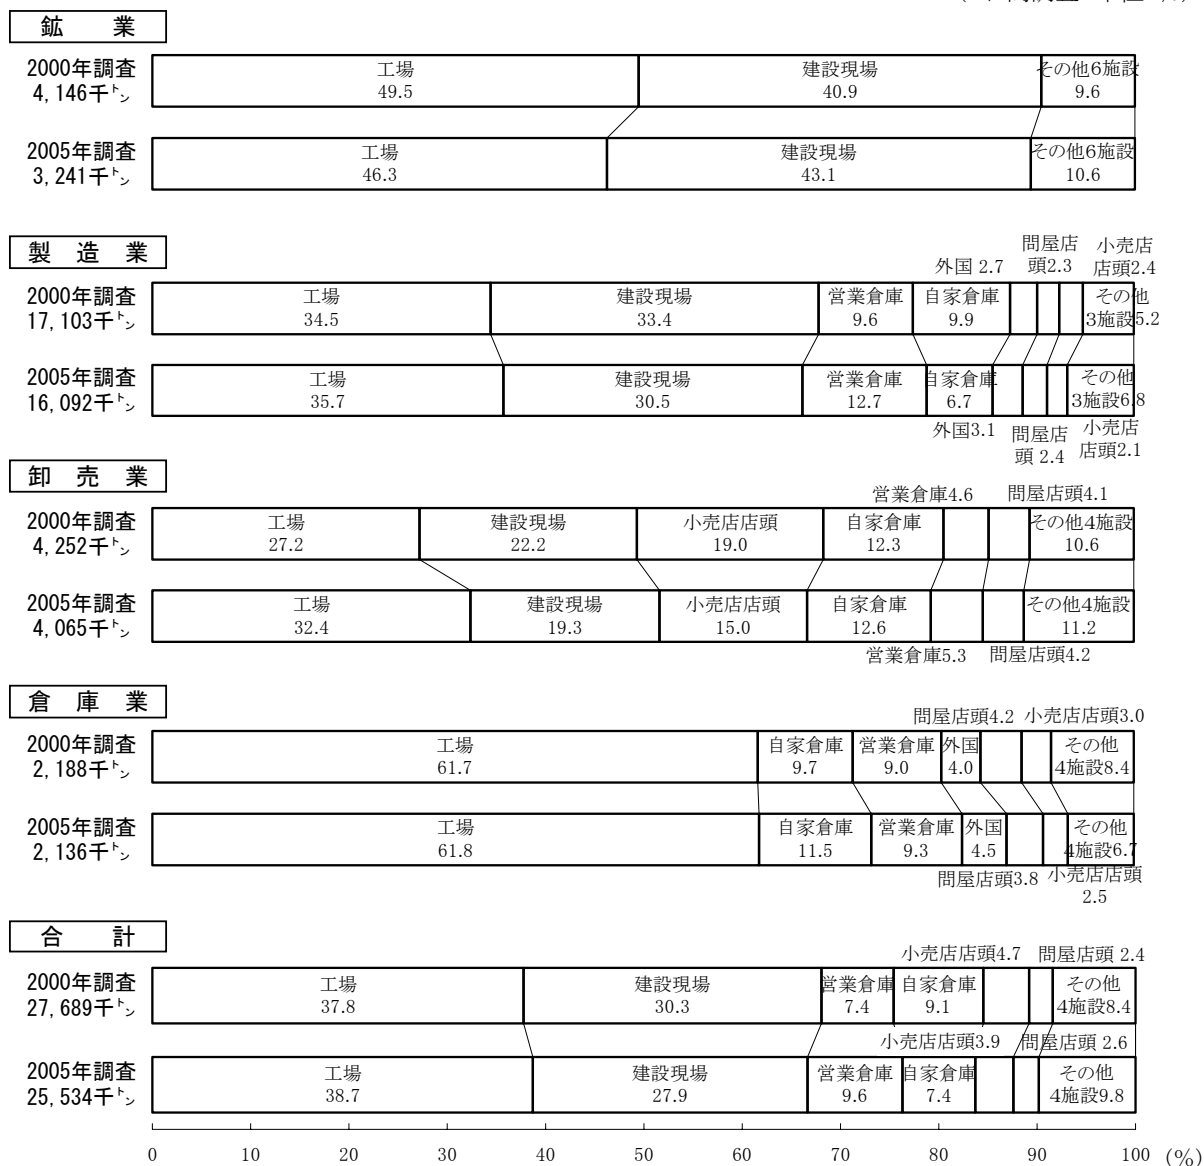 鉱業
2000年調査
4,146千トン
工場
49.5
建設現場
40.9
その他6施設
9.6
2005年調査
3,241千トン
工場
46.3
建設現場
43.1
その他6施設
10.6
製造業
外国 2.7
問屋店
頭2.3
小売店
店頭2.4
2000年調査
17,103千トン
工場
34.5
建設現場
33.4
営業倉庫
9.6
自家倉庫
9.9
その他
3施設5.2
2005年調査
16,092千トン
工場
35.7
建設現場
30.5
営業倉庫
12.7
自家倉庫
6.7
その他
3施設6.8
外国3.1
問屋店
頭 2.4
小売店
店頭2.1
卸売業
営業倉庫4.6
問屋店頭4.1
2000年調査
4,252千トン
工場
27.2
建設現場
22.2
小売店店頭
19.0
自家倉庫
12.3
その他4施設
10.6
2005年調査
4,065千トン
工場
32.4
建設現場
19.3
小売店店頭
15.0
自家倉庫
12.6
その他4施設
11.2
営業倉庫5.3
問屋店頭4.2
倉庫業
問屋店頭4.2
小売店店頭3.0
2000年調査
2,188千トン
工場
61.7
自家倉庫
9.7
営業倉庫
9.0
外国
4.0
その他
4施設8.4
2005年調査
2,136千トン
工場
61.8
自家倉庫
11.5
営業倉庫
9.3
外国
4.5
その他
4施設6.7
問屋店頭3.8
小売店店頭
2.5
合計
小売店店頭4.7
問屋店頭 2.4
2000年調査
27,689千トン
工場
37.8
建設現場
30.3
営業倉庫
7.4
自家倉庫
9.1
その他
4施設8.4
小売店店頭3.9
問屋店頭 2.6
2005年調査
25,534千トン
工場
38.7
建設現場
27.9
営業倉庫
9.6
自家倉庫
7.4
その他
4施設9.8
0 10 20 30 40 50 60 70 80 90 100 (%)